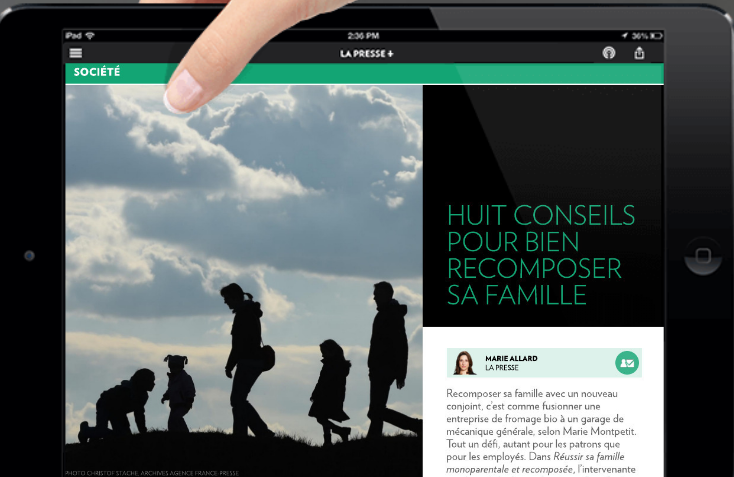 iPad
2:36 PM
36%
LA PRESSE+
SOCIÉTÉ
HUIT CONSEILS
POUR BIEN
RECOMPOSER
SA FAMILLE
MARIE ALLARD
LA PRESSE
Recomposer sa famille avec un nouveau
conjoint, c'est comme fusionner une
entreprise de fromage bio à un garage de
mécanique générale, selon Marie Montpetit.
Tout un défi, autant pour les patrons que
pour les employés. Dans Réussir sa famille
monoparentale et recomposée, l'intervenante
PHOTO CHRISTOF STACHE, ARCHIVES AGENCE FRANCE-PRESSE